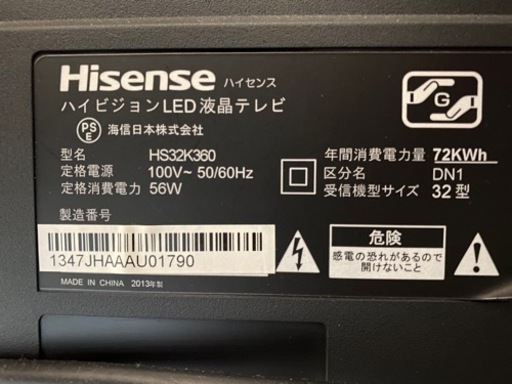 Hisense ハイセンス
ハイビジョンLED液晶テレビ
PSE 海信日本株式会社
型名 HS32K360
定格電源 100V~ 50/60Hz
定格消費電力 56W
製造番号
1347JHAAAU01790
MADE IN CHINA 2013年製
G
年間消費電力量 72KWh
区分名 DN1
受信機型サイズ 32型
危険
感電の恐れがあるので
開けないこと